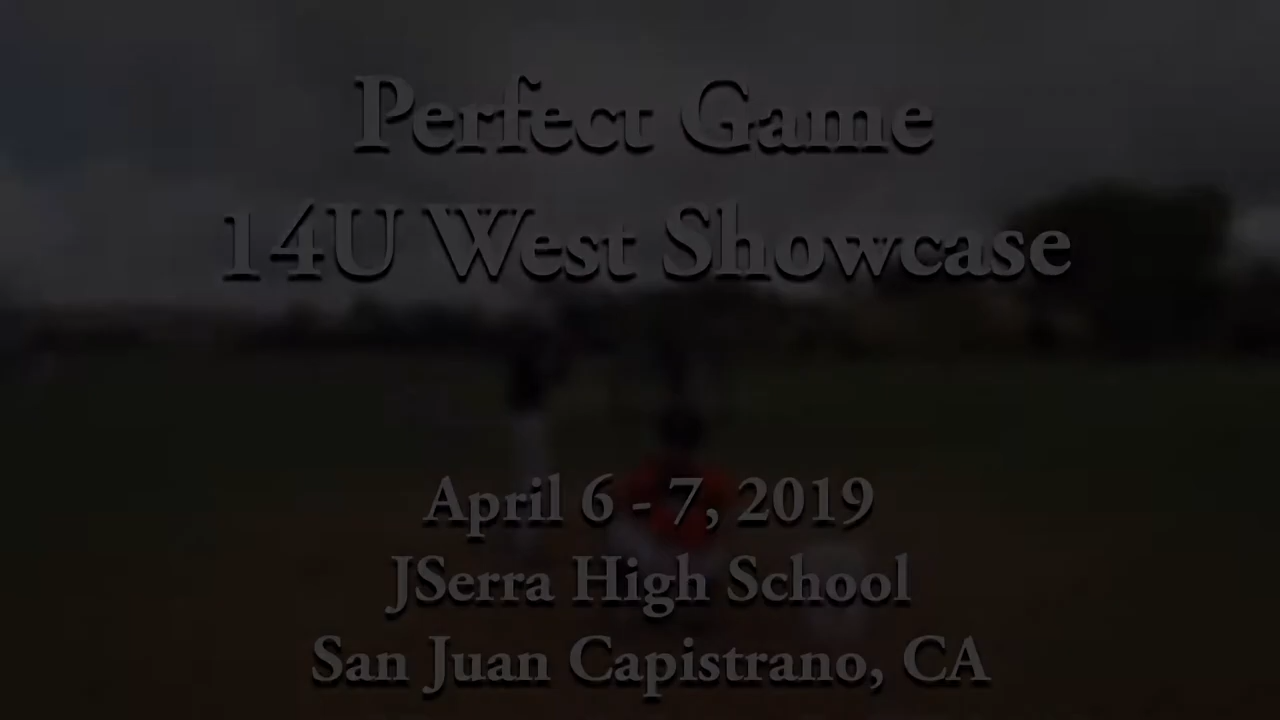 Perfect Game
14U West Showcase
April 6 - 7, 2019
JSerra High School
San Juan Capistrano, CA